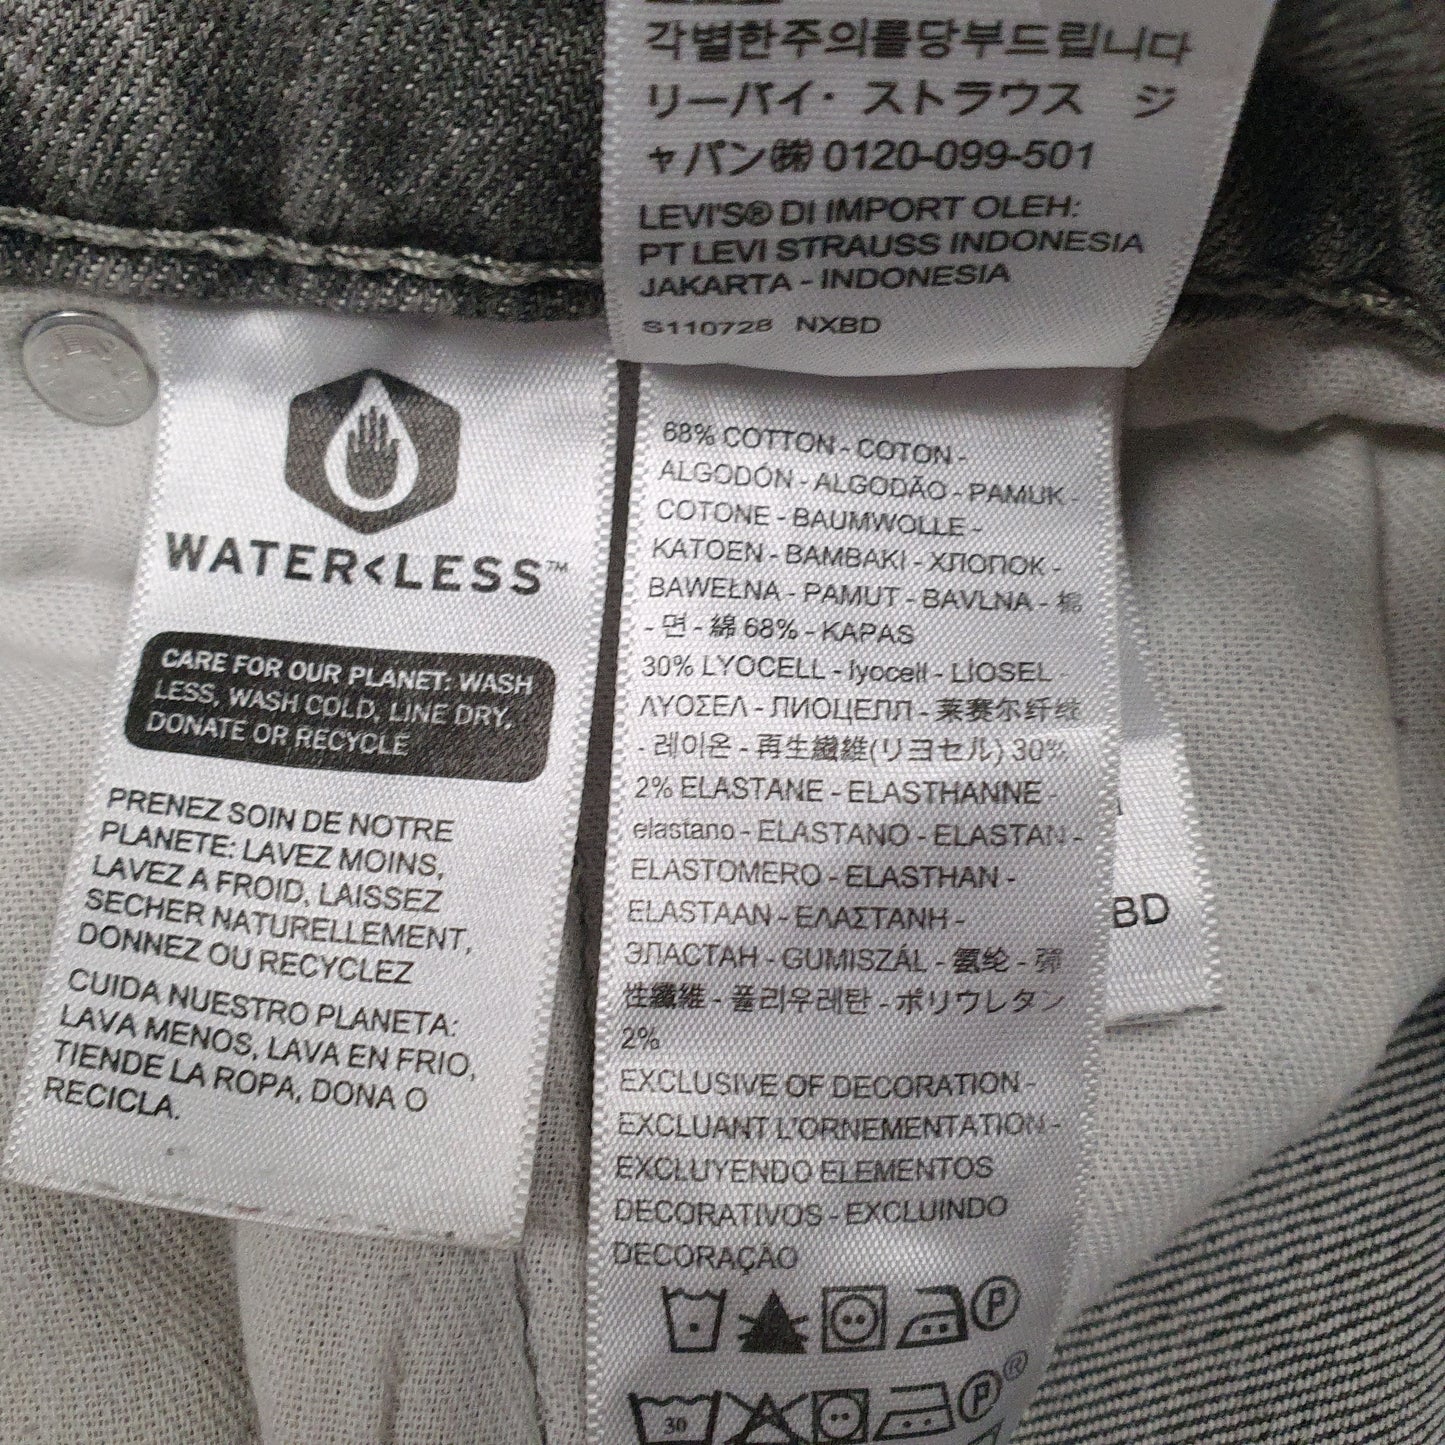 각별한주의를당부드립니다
リーバイ・ストラウス ジ
ャパン㈱ 0120-099-501
LEVI'S® DI IMPORT OLEH:
PT LEVI STRAUSS INDONESIA
JAKARTA - INDONESIA
S110728 NXBD
WATER<LESS™
CARE FOR OUR PLANET: WASH
LESS, WASH COLD, LINE DRY,
DONATE OR RECYCLE
PRENEZ SOIN DE NOTRE
PLANETE: LAVEZ MOINS,
LAVEZ A FROID, LAISSEZ
SECHER NATURELLEMENT,
DONNEZ OU RECYCLEZ
CUIDA NUESTRO PLANETA:
LAVA MENOS, LAVA EN FRIO,
TIENDE LA ROPA, DONA O
RECICLA.
68% COTTON - COTON -
ALGODÓN - ALGODÃO - PAMUK -
COTONE - BAUMWOLLE -
KATOEN - BAMBAKI - ХЛОПОК -
BAWEŁNA - PAMUT - BAVLNA - 棉
- 면 - 綿 68% - KAPAS
30% LYOCELL - lyocell - LİOSEL
ΛΥΟΣΕΛ - ЛИОЦЕЛЛ - 莱赛尔纤维
- 레이온 - 再生繊維(リヨセル) 30%
2% ELASTANE - ELASTHANNE -
elastano - ELASTANO - ELASTAN -
ELASTOMERO - ELASTHAN -
ELASTAAN - ΕΛΑΣΤΑΝΗ -
ЭЛАСТАН - GUMISZÁL - 氨纶 - 彈
性纖維 - 폴리우레탄 - ポリウレタン
2%
EXCLUSIVE OF DECORATION -
EXCLUANT L'ORNEMENTATION -
EXCLUYENDO ELEMENTOS
DECORATIVOS - EXCLUINDO
DECORAÇÃO
P
30 P ®
BD